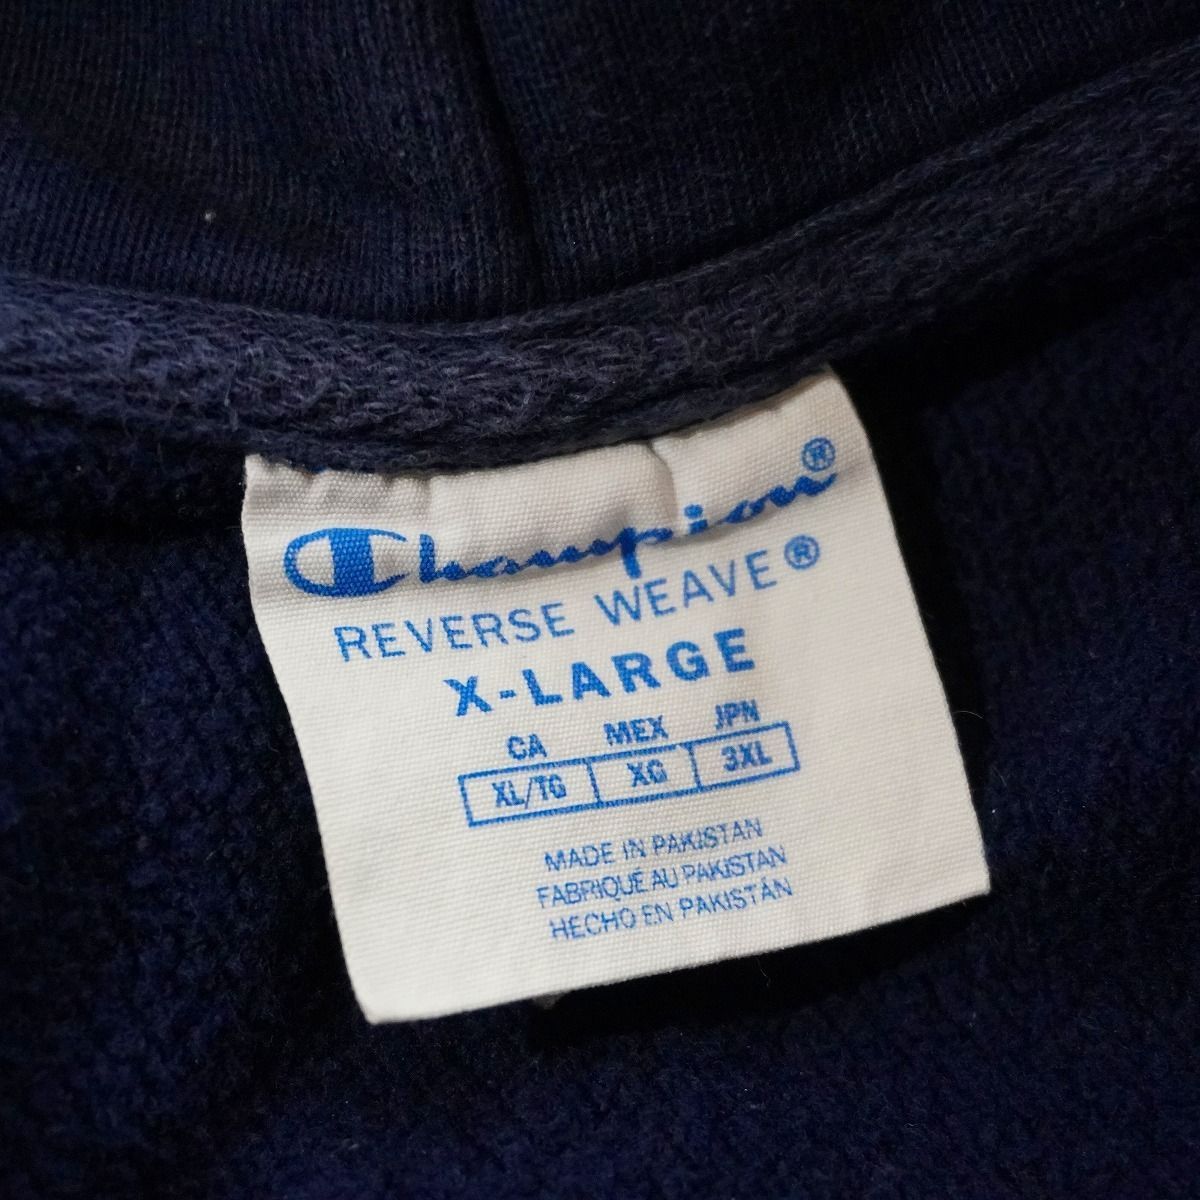 Champion®
REVERSE WEAVE®
X-LARGE
CA MEX JPN
XL/TG XG 3XL
MADE IN PAKISTAN
FABRIQUÉ AU PAKISTAN
HECHO EN PAKISTÁN